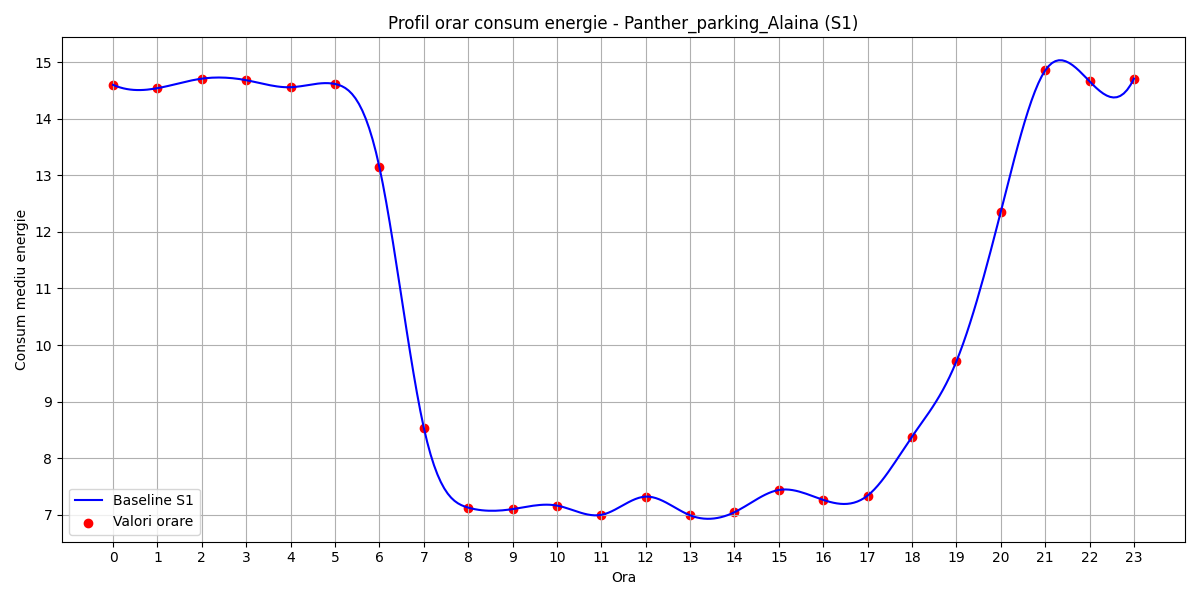 Profil orar consum energie - Panther_parking_Alaina (S1)
Consum mediu energie
15
14
13
12
11
10
9
8
7
Baseline S1
Valori orare
0 1 2 3 4 5 6 7 8 9 10 11 12 13 14 15 16 17 18 19 20 21 22 23
Ora